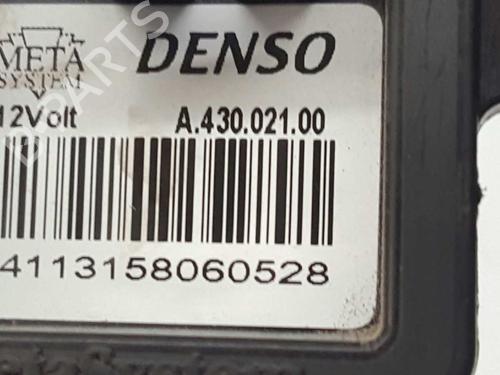 META DENSO
SYSTEM
12Volt A.430.021.00
4113158060528